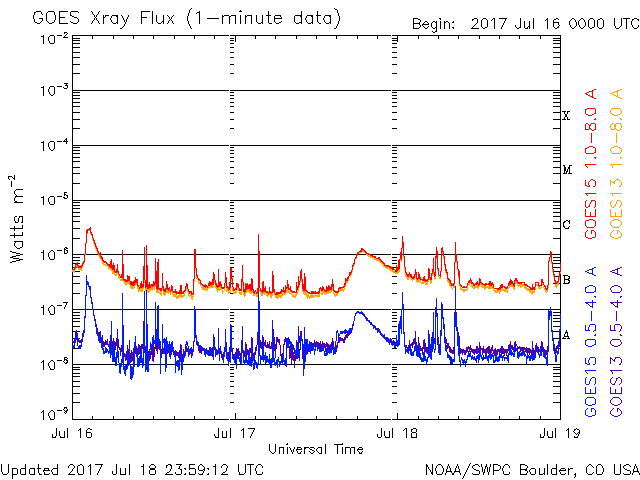 GOES Xray Flux (1-minute data)
Begin: 2017 Jul 16 0000 UTC
Watts m⁻²
10⁻²
10⁻³
10⁻⁴
10⁻⁵
10⁻⁶
10⁻⁷
10⁻⁸
10⁻⁹
X
M
C
B
A
GOES15 1.0-8.0 A
GOES13 1.0-8.0 A
GOES15 0.5-4.0 A
GOES13 0.5-4.0 A
Jul 16 Jul 17 Jul 18 Jul 19
Universal Time
Updated 2017 Jul 18 23:59:12 UTC
NOAA/SWPC Boulder, CO USA